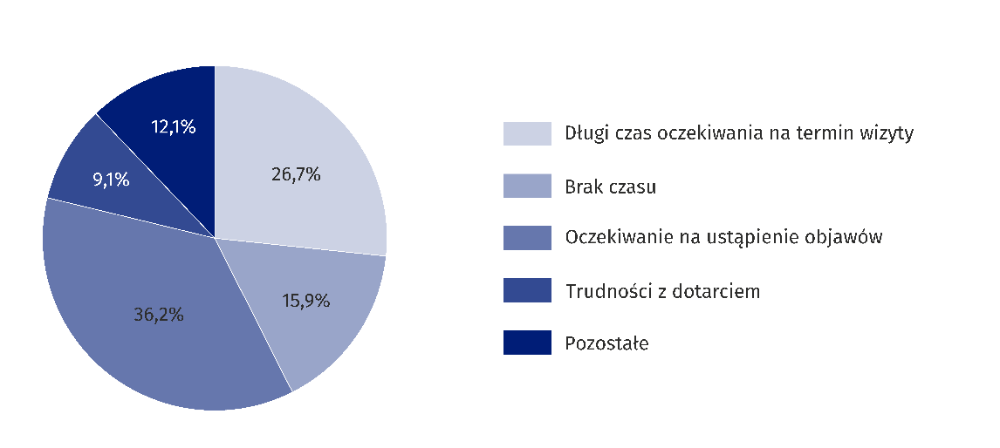 12,1%
26,7%
9,1%
15,9%
36,2%
Długi czas oczekiwania na termin wizyty
Brak czasu
Oczekiwanie na ustąpienie objawów
Trudności z dotarciem
Pozostałe